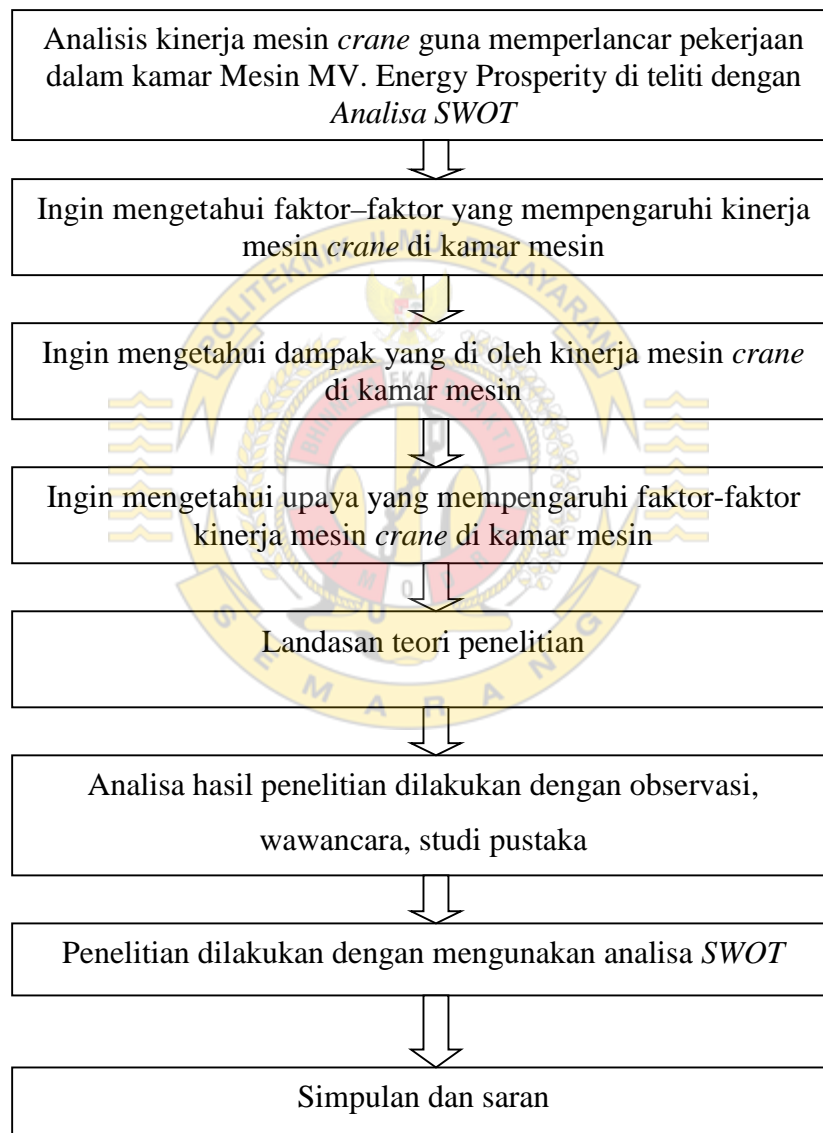 Analisis kinerja mesin crane guna memperlancar pekerjaan
dalam kamar Mesin MV. Energy Prosperity di teliti dengan
Analisa SWOT
Ingin mengetahui faktor–faktor yang mempengaruhi kinerja
mesin crane di kamar mesin
Ingin mengetahui dampak yang di oleh kinerja mesin crane
di kamar mesin
Ingin mengetahui upaya yang mempengaruhi faktor-faktor
kinerja mesin crane di kamar mesin
Landasan teori penelitian
Analisa hasil penelitian dilakukan dengan observasi,
wawancara, studi pustaka
Penelitian dilakukan dengan mengunakan analisa SWOT
Simpulan dan saran
POLITEKNIK ILMU PELAYARAN
SEMARANG